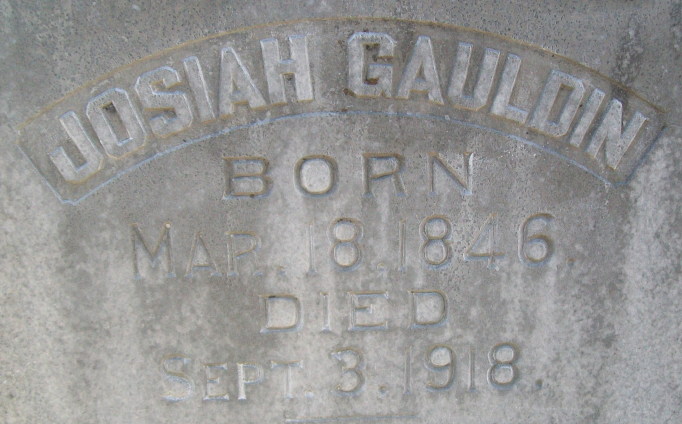 JOSIAH GAULDIN
BORN
MAR. 18. 1846.
DIED
SEPT. 3. 1918.